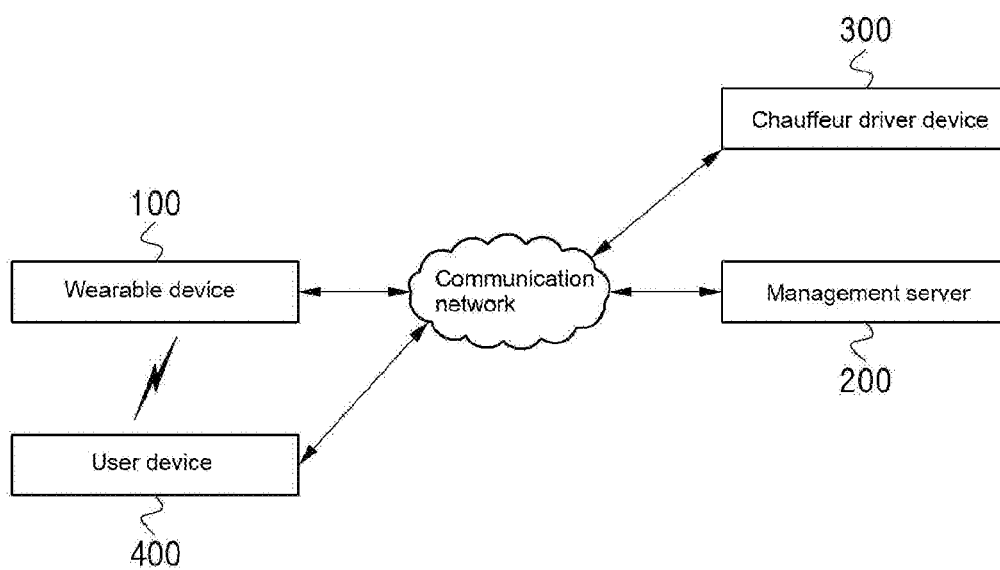 300
Chauffeur driver device
100
Wearable device
Communication
network
Management server
200
User device
400